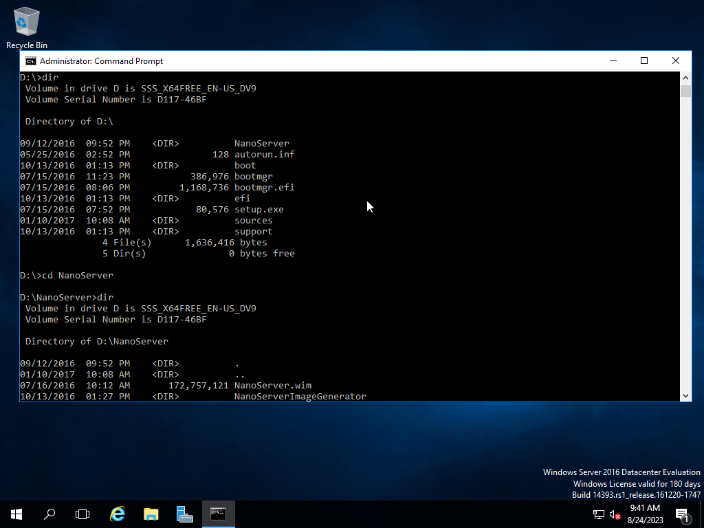 Recycle Bin
Administrator: Command Prompt
D:\>dir
Volume in drive D is SSS_X64FREE_EN-US_DV9
Volume Serial Number is D117-46BF
Directory of D:\
09/12/2016 09:52 PM <DIR> NanoServer
05/25/2016 02:52 PM 128 autorun.inf
10/13/2016 01:13 PM <DIR> boot
07/15/2016 11:23 PM 386,976 bootmgr
07/15/2016 08:06 PM 1,168,736 bootmgr.efi
10/13/2016 01:13 PM <DIR> efi
07/15/2016 07:52 PM 80,576 setup.exe
01/10/2017 10:08 AM <DIR> sources
10/13/2016 01:13 PM <DIR> support
4 File(s) 1,636,416 bytes
5 Dir(s) 0 bytes free
D:\>cd NanoServer
D:\NanoServer>dir
Volume in drive D is SSS_X64FREE_EN-US_DV9
Volume Serial Number is D117-46BF
Directory of D:\NanoServer
09/12/2016 09:52 PM <DIR> .
01/10/2017 10:08 AM <DIR> ..
07/16/2016 10:12 AM 172,757,121 NanoServer.wim
10/13/2016 01:27 PM <DIR> NanoServerImageGenerator
Windows Server 2016 Datacenter Evaluation
Windows License valid for 180 days
Build 14393.rs1_release.161220-1747
9:41 AM
8/24/2023
1